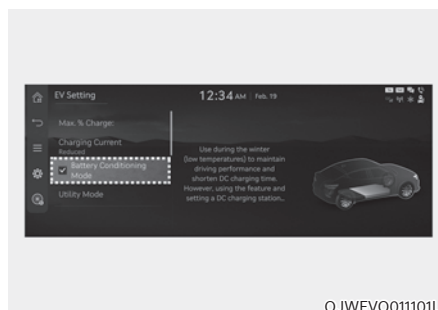 EV Setting
12:34 AM | Feb. 19
Max. % Charge:
Charging Current
Reduced
Battery Conditioning
Mode
Utility Mode
Use during the winter
(low temperatures) to maintain
driving performance and
shorten DC charging time.
However, using the feature and
setting a DC charging station...